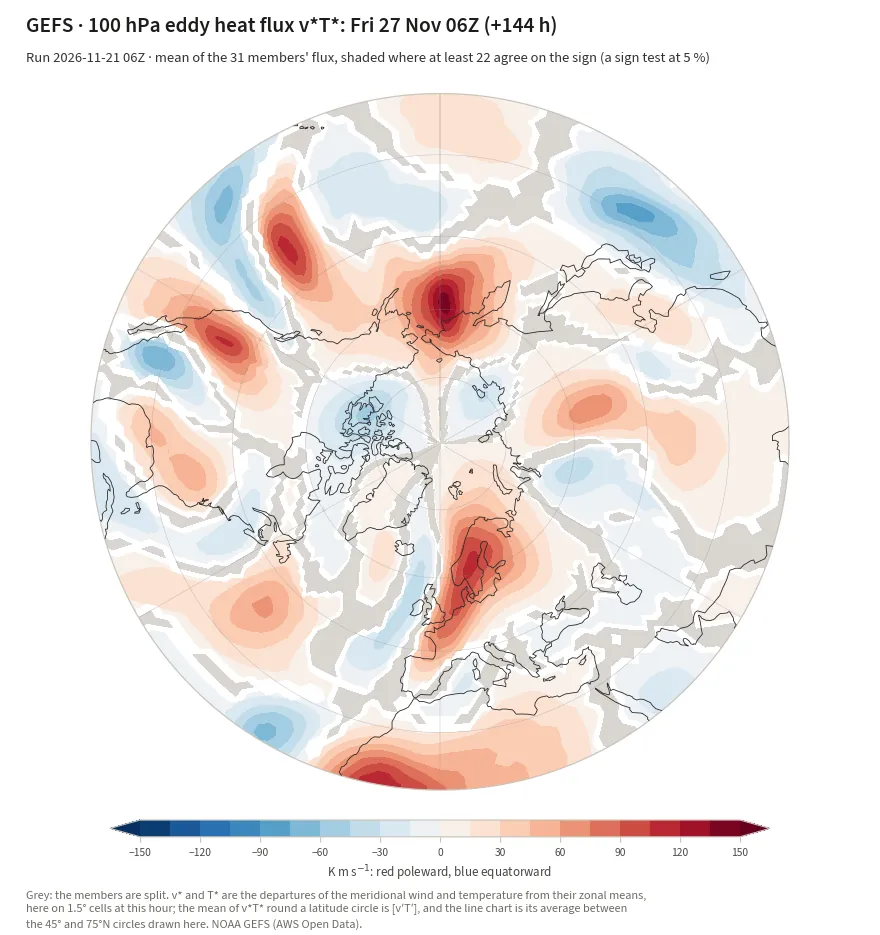 GEFS · 100 hPa eddy heat flux v*T*: Fri 27 Nov 06Z (+144 h)
Run 2026-11-21 06Z · mean of the 31 members' flux, shaded where at least 22 agree on the sign (a sign test at 5 %)
−150 −120 −90 −60 −30 0 30 60 90 120 150
K m s⁻¹: red poleward, blue equatorward
Grey: the members are split. v* and T* are the departures of the meridional wind and temperature from their zonal means,
here on 1.5° cells at this hour; the mean of v*T* round a latitude circle is [v'T'], and the line chart is its average between
the 45° and 75°N circles drawn here. NOAA GEFS (AWS Open Data).